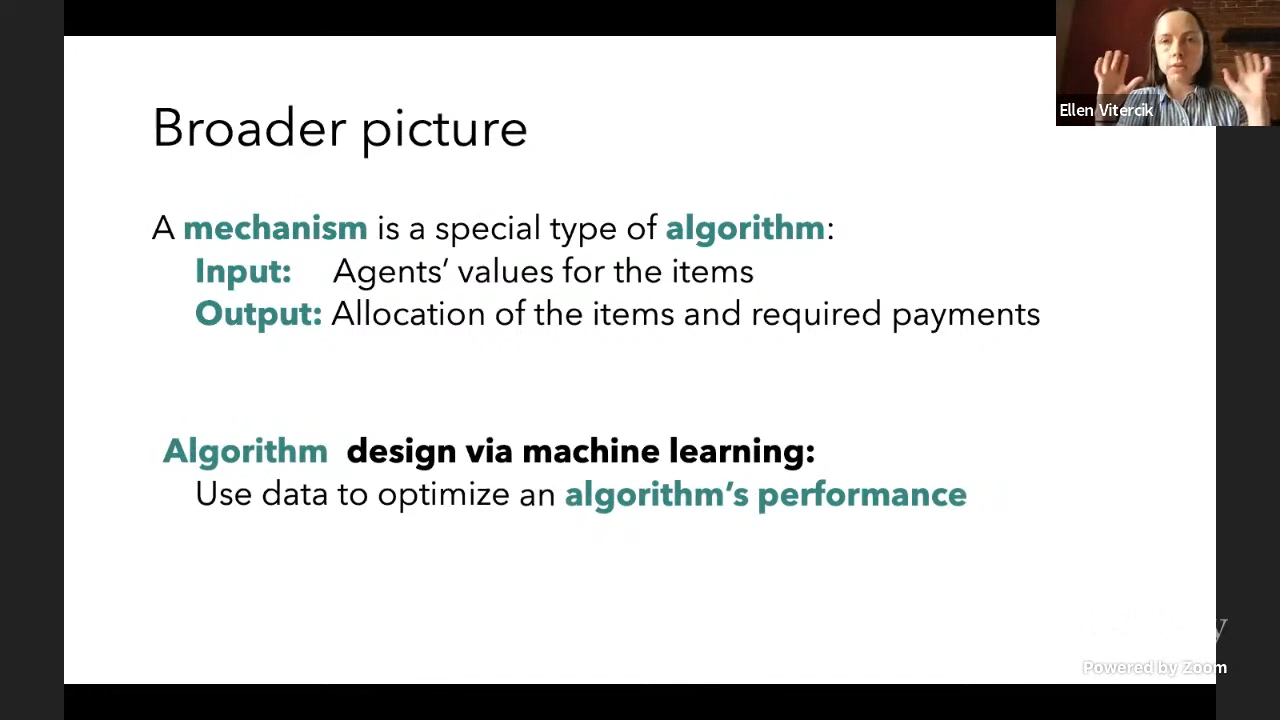 Ellen Vitercik
Broader picture
A mechanism is a special type of algorithm:
Input: Agents’ values for the items
Output: Allocation of the items and required payments
Algorithm design via machine learning:
Use data to optimize an algorithm’s performance
Powered by Zoom